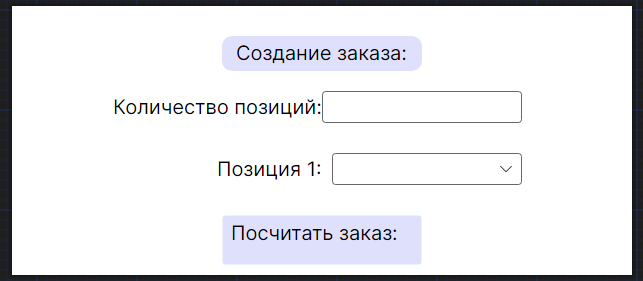 Создание заказа:
Количество позиций:
Позиция 1:
Посчитать заказ: